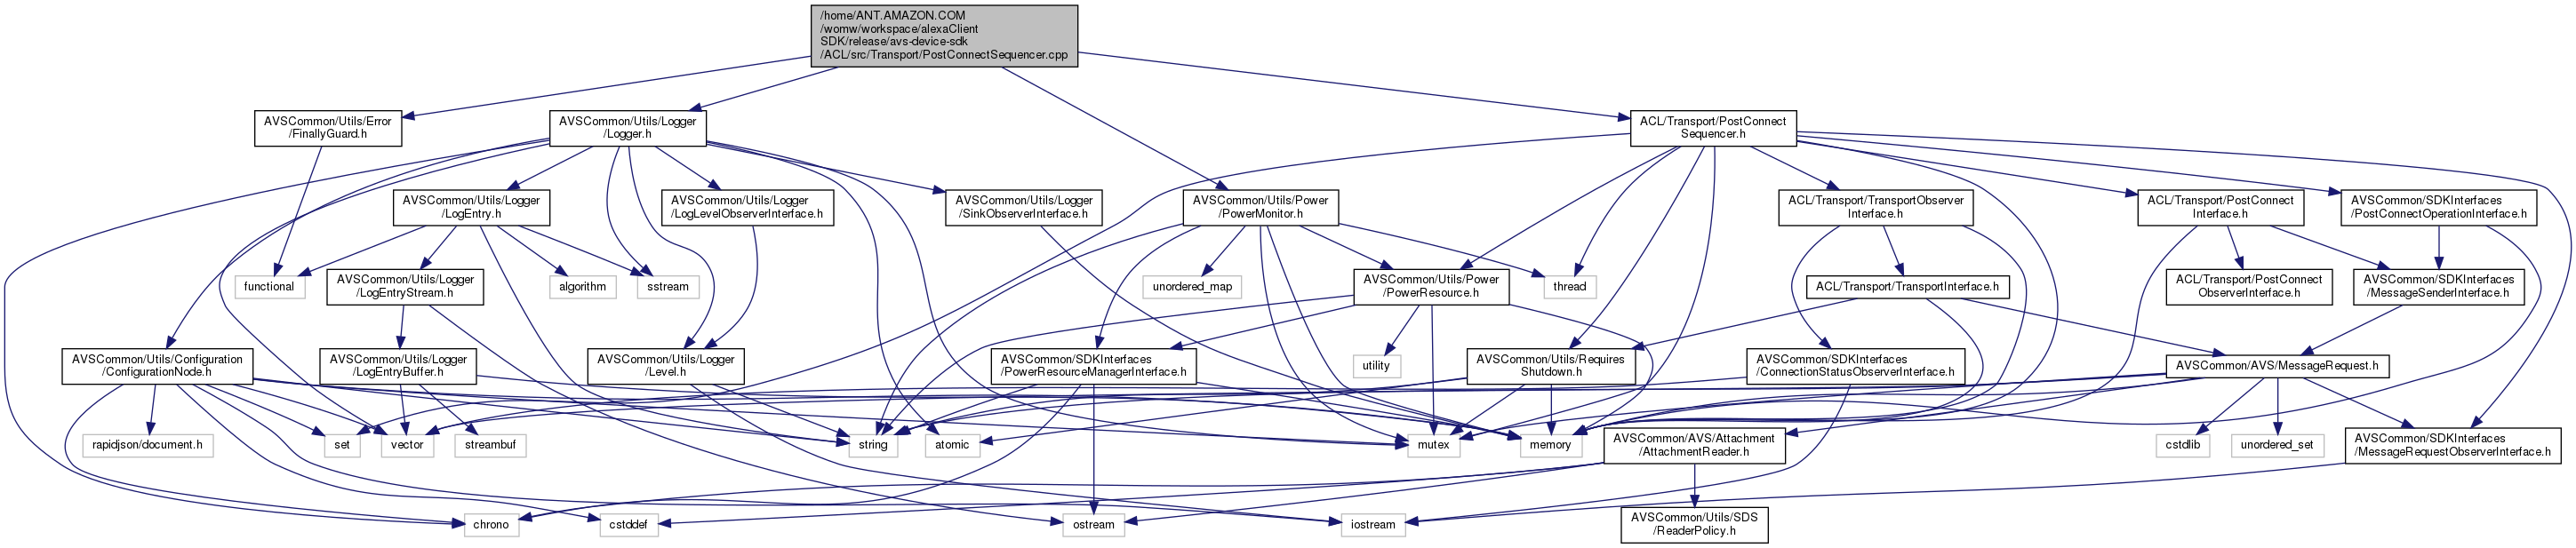 /home/ANT.AMAZON.COM
/womw/workspace/alexaClient
SDK/release/avs-device-sdk
/ACL/src/Transport/PostConnectSequencer.cpp
AVSCommon/Utils/Error
/FinallyGuard.h
AVSCommon/Utils/Logger
/Logger.h
ACL/Transport/PostConnect
Sequencer.h
AVSCommon/Utils/Logger
/LogEntry.h
AVSCommon/Utils/Logger
/LogLevelObserverInterface.h
AVSCommon/Utils/Logger
/SinkObserverInterface.h
AVSCommon/Utils/Power
/PowerMonitor.h
ACL/Transport/TransportObserver
Interface.h
ACL/Transport/PostConnect
Interface.h
AVSCommon/SDKInterfaces
/PostConnectOperationInterface.h
functional
AVSCommon/Utils/Logger
/LogEntryStream.h
algorithm
sstream
unordered_map
AVSCommon/Utils/Power
/PowerResource.h
thread
ACL/Transport/TransportInterface.h
ACL/Transport/PostConnect
ObserverInterface.h
AVSCommon/SDKInterfaces
/MessageSenderInterface.h
AVSCommon/Utils/Configuration
/ConfigurationNode.h
AVSCommon/Utils/Logger
/LogEntryBuffer.h
AVSCommon/Utils/Logger
/Level.h
AVSCommon/SDKInterfaces
/PowerResourceManagerInterface.h
utility
AVSCommon/Utils/Requires
Shutdown.h
AVSCommon/SDKInterfaces
/ConnectionStatusObserverInterface.h
AVSCommon/AVS/MessageRequest.h
rapidjson/document.h
set
vector
streambuf
string
atomic
mutex
memory
AVSCommon/AVS/Attachment
/AttachmentReader.h
cstdlib
unordered_set
AVSCommon/SDKInterfaces
/MessageRequestObserverInterface.h
chrono
cstddef
ostream
iostream
AVSCommon/Utils/SDS
/ReaderPolicy.h